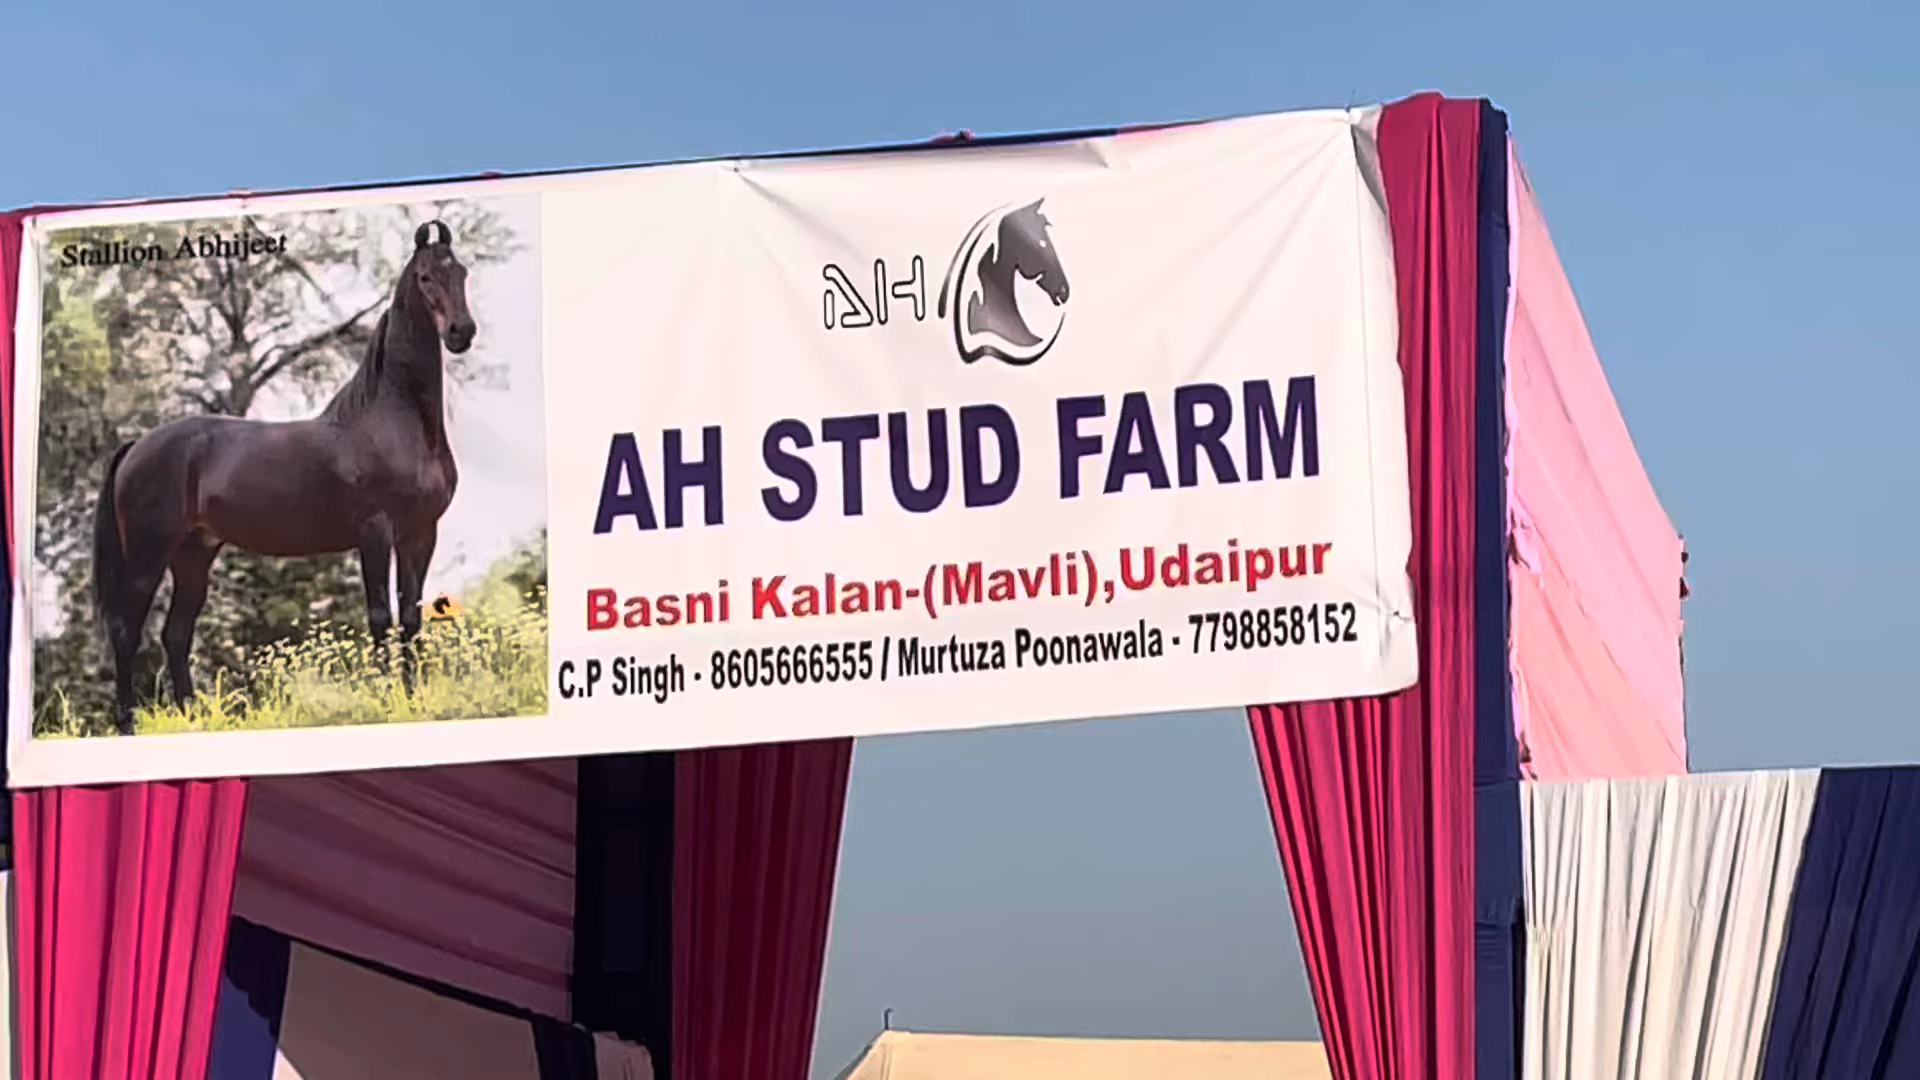 Stallion Abhijeet
AH
AH STUD FARM
Basni Kalan-(Mavli),Udaipur
C.P Singh - 8605666555 / Murtuza Poonawala - 7798858152